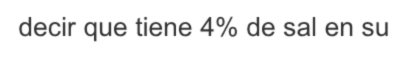 decir que tiene 4% de sal en su